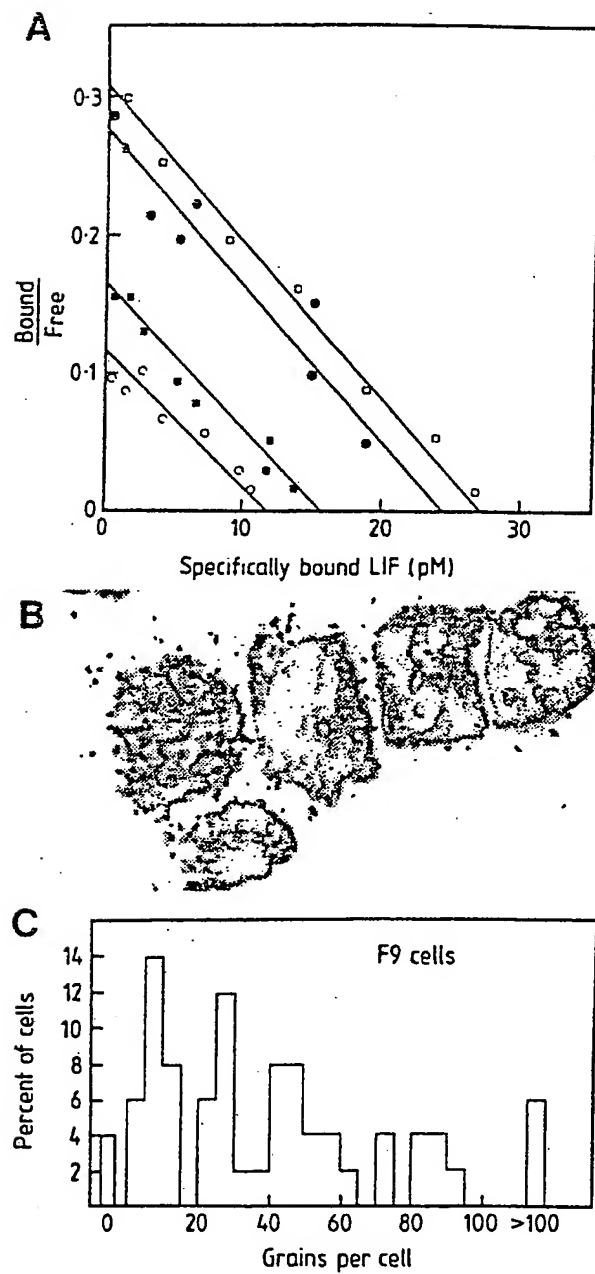 A
0·3
0·2
0·1
0
Bound
Free
0 10 20 30
Specifically bound LIF (pM)
B
C
F9 cells
14
12
10
8
6
4
2
Percent of cells
0 20 40 60 80 100 >100
Grains per cell